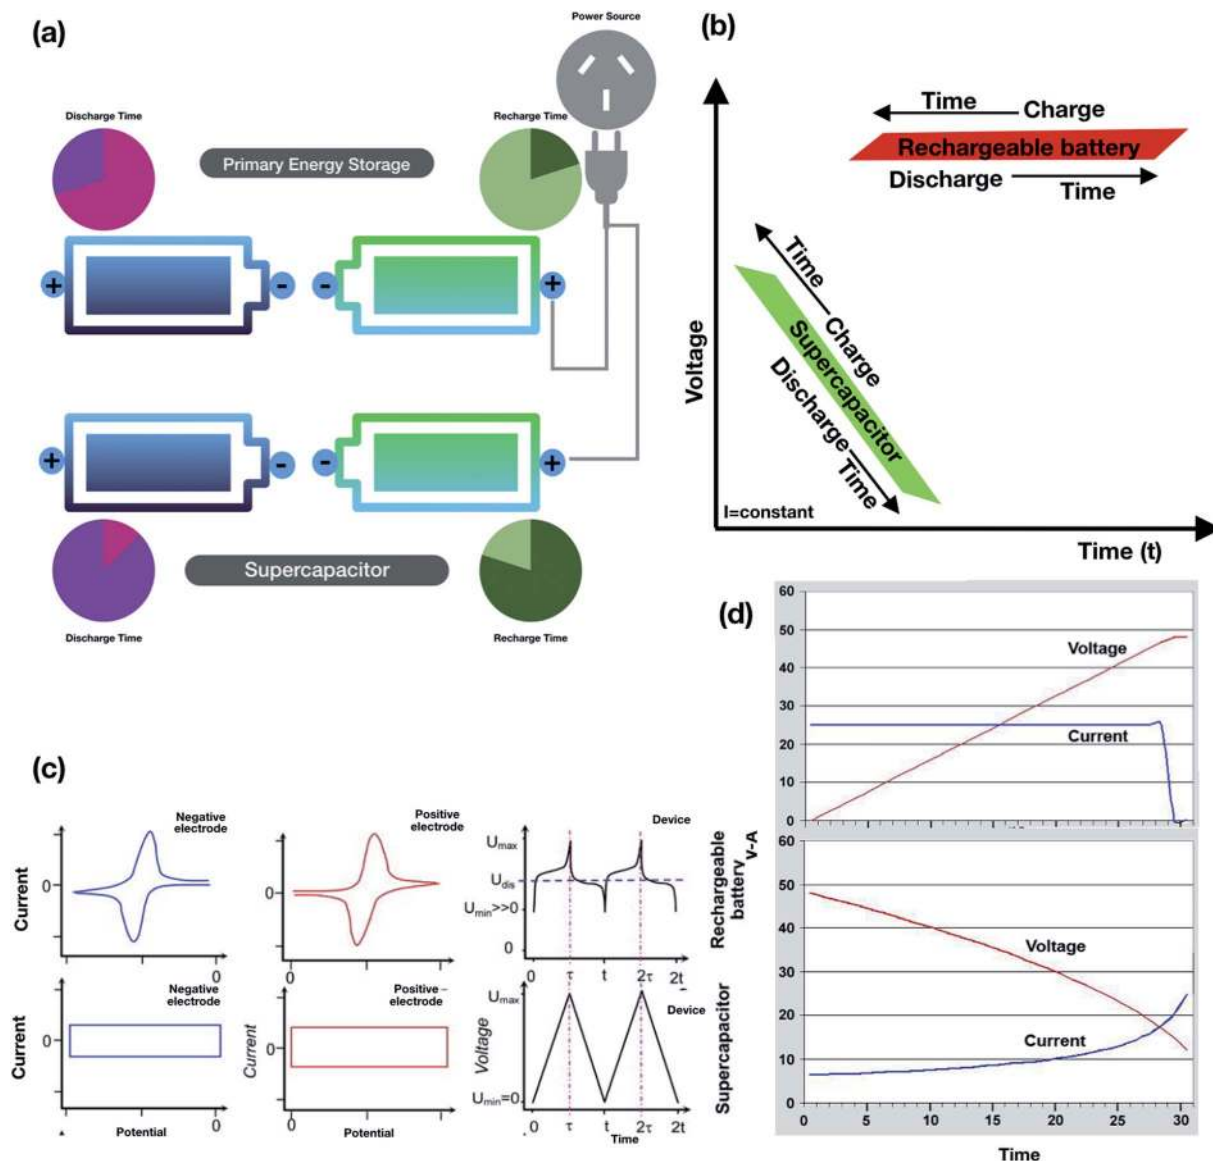 (a)
Power Source
Discharge Time
Recharge Time
Primary Energy Storage
+
-
-
+
+
-
-
+
Supercapacitor
Discharge Time
Recharge Time
(b)
Voltage
Time
Charge
Rechargeable battery
Discharge
Time
Time
Charge
Supercapacitor
Discharge
Time
I=constant
Time (t)
(c)
Current
0
Negative
electrode
0
0
Positive
electrode
0
Device
Umax
Udis
Umin>>0
0
0
τ
t
2τ
2t
Rechargeable
battery
Current
0
Negative
electrode
0
Potential
Current
0
Positive
electrode
0
Potential
Voltage
Device
Umax
Umin=0
0
τ
t
2τ
2t
Time
Supercapacitor
(d)
60
50
40
30
20
10
0
Voltage
Current
V-A
60
50
40
30
20
10
0
Voltage
Current
0
5
10
15
20
25
30
Time